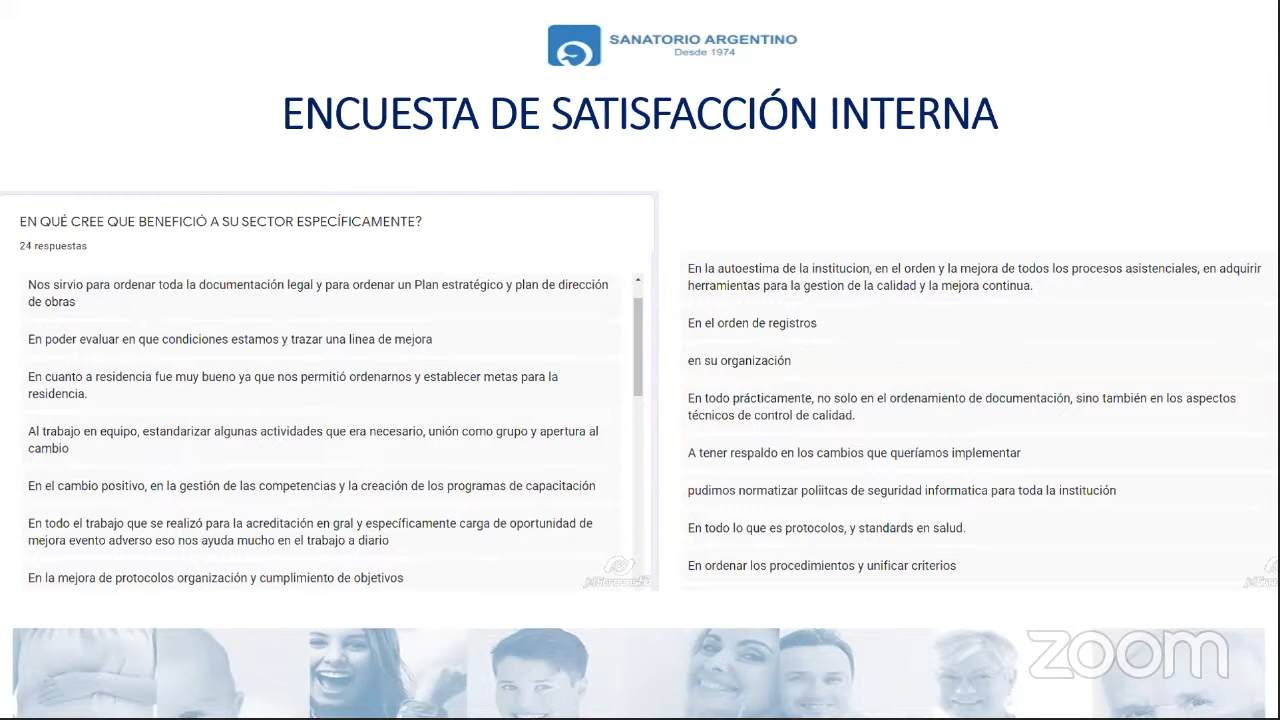 SANATORIO ARGENTINO
Desde 1974
ENCUESTA DE SATISFACCIÓN INTERNA
EN QUÉ CREE QUE BENEFICIÓ A SU SECTOR ESPECÍFICAMENTE?
24 respuestas
Nos sirvio para ordenar toda la documentación legal y para ordenar un Plan estratégico y plan de dirección
de obras
En poder evaluar en que condiciones estamos y trazar una linea de mejora
En cuanto a residencia fue muy bueno ya que nos permitió ordenarnos y establecer metas para la
residencia.
Al trabajo en equipo, estandarizar algunas actividades que era necesario, unión como grupo y apertura al
cambio
En el cambio positivo, en la gestión de las competencias y la creación de los programas de capacitación
En todo el trabajo que se realizó para la acreditación en gral y específicamente carga de oportunidad de
mejora evento adverso eso nos ayuda mucho en el trabajo a diario
En la mejora de protocolos organización y cumplimiento de objetivos
En la autoestima de la institucion, en el orden y la mejora de todos los procesos asistenciales, en adquirir
herramientas para la gestion de la calidad y la mejora continua.
En el orden de registros
en su organización
En todo prácticamente, no solo en el ordenamiento de documentación, sino también en los aspectos
técnicos de control de calidad.
A tener respaldo en los cambios que queríamos implementar
pudimos normatizar poliitcas de seguridad informatica para toda la institución
En todo lo que es protocolos, y standards en salud.
En ordenar los procedimientos y unificar criterios
zoom